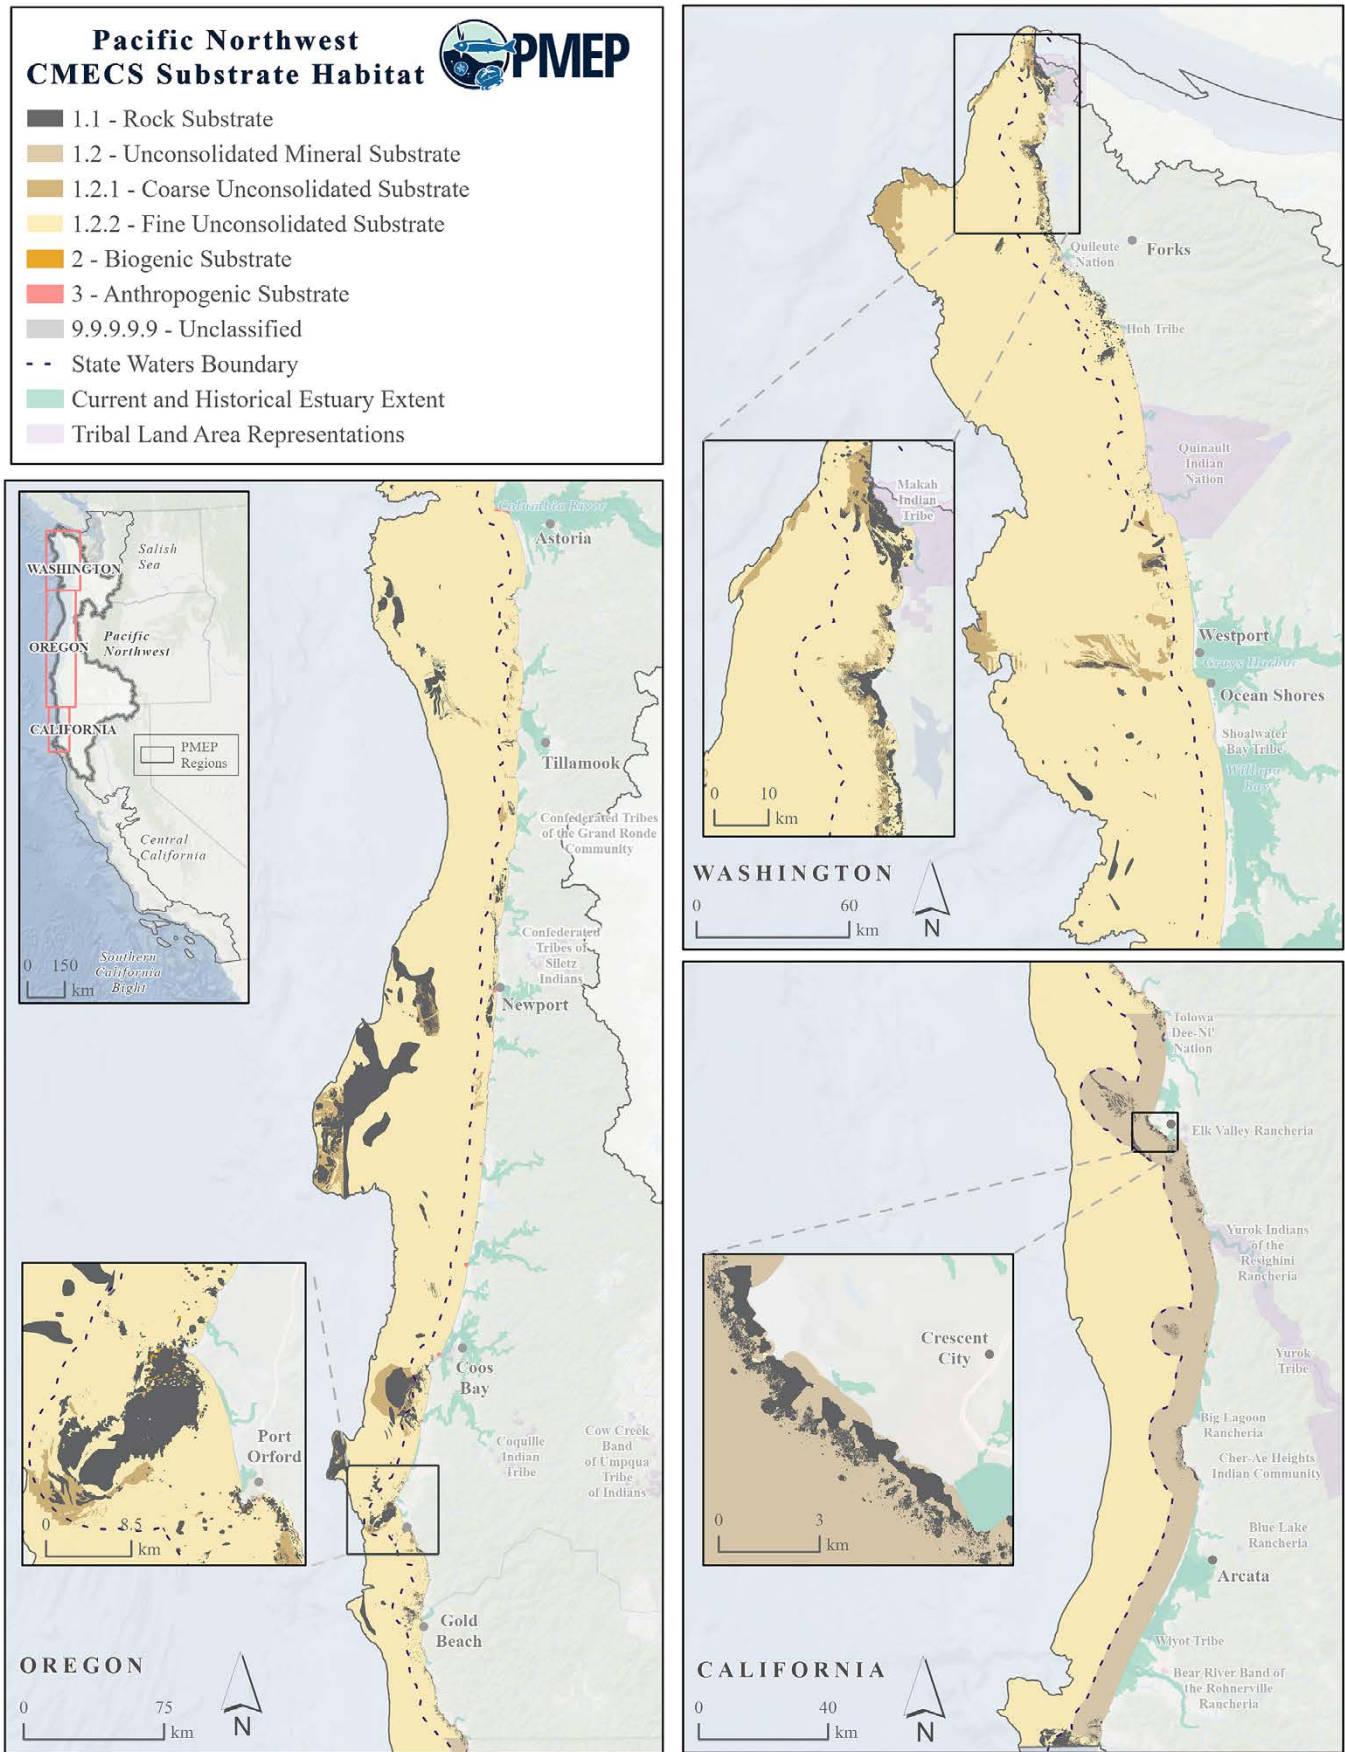 Pacific Northwest
CMECS Substrate Habitat
PMEP
1.1 - Rock Substrate
1.2 - Unconsolidated Mineral Substrate
1.2.1 - Coarse Unconsolidated Substrate
1.2.2 - Fine Unconsolidated Substrate
2 - Biogenic Substrate
3 - Anthropogenic Substrate
9.9.9.9.9 - Unclassified
State Waters Boundary
Current and Historical Estuary Extent
Tribal Land Area Representations
WASHINGTON
Salish
Sea
OREGON
Pacific
Northwest
CALIFORNIA
PMEP
Regions
Central
California
Southern
California
Bight
0 150
km
Columbia River
Astoria
Tillamook
Confederated Tribes
of the Grand Ronde
Community
Confederated
Tribes of
Siletz
Indians
Newport
Coos
Bay
Coquille
Indian
Tribe
Cow Creek
Band
of Umpqua
Tribe
of Indians
Port
Orford
0 8.5
km
Gold
Beach
OREGON
0 75
km
N
Quileute
Nation
Forks
Hoh Tribe
Quinault
Indian
Nation
Makah
Indian
Tribe
0 10
km
Westport
Grays Harbor
Ocean Shores
Shoalwater
Bay Tribe
Willapa
Bay
WASHINGTON
0 60
km
N
Tolowa
Dee-Ni'
Nation
Elk Valley Rancheria
Yurok Indians
of the
Resighini
Rancheria
Crescent
City
0 3
km
Yurok
Tribe
Big Lagoon
Rancheria
Cher-Ae Heights
Indian Community
Blue Lake
Rancheria
Arcata
Wiyot Tribe
Bear River Band of
the Rohnerville
Rancheria
CALIFORNIA
0 40
km
N